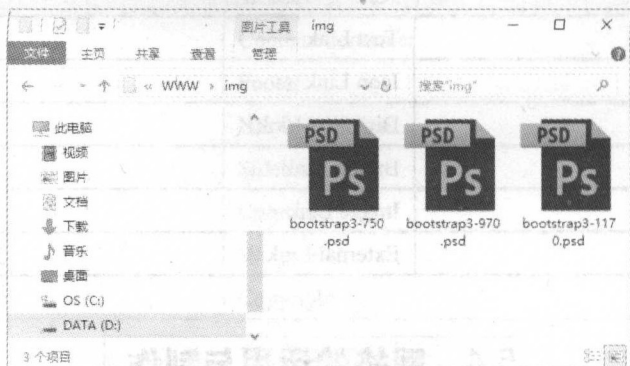 图片工具 img
文件 主页 共享 查看 管理
« WWW › img
搜索"img"
此电脑
视频
图片
文档
下载
音乐
桌面
OS (C:)
DATA (D:)
PSD
Ps
bootstrap3-750
.psd
PSD
Ps
bootstrap3-970
.psd
PSD
Ps
bootstrap3-117
0.psd
3 个项目